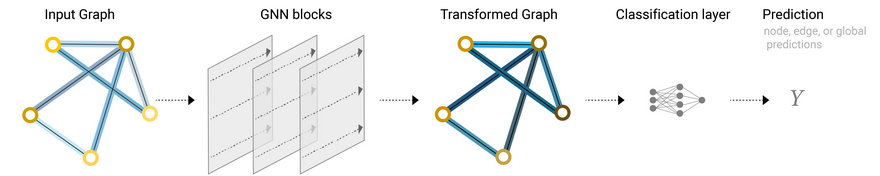 Input Graph
GNN blocks
Transformed Graph
Classification layer
Prediction
node, edge, or global
predictions
Y